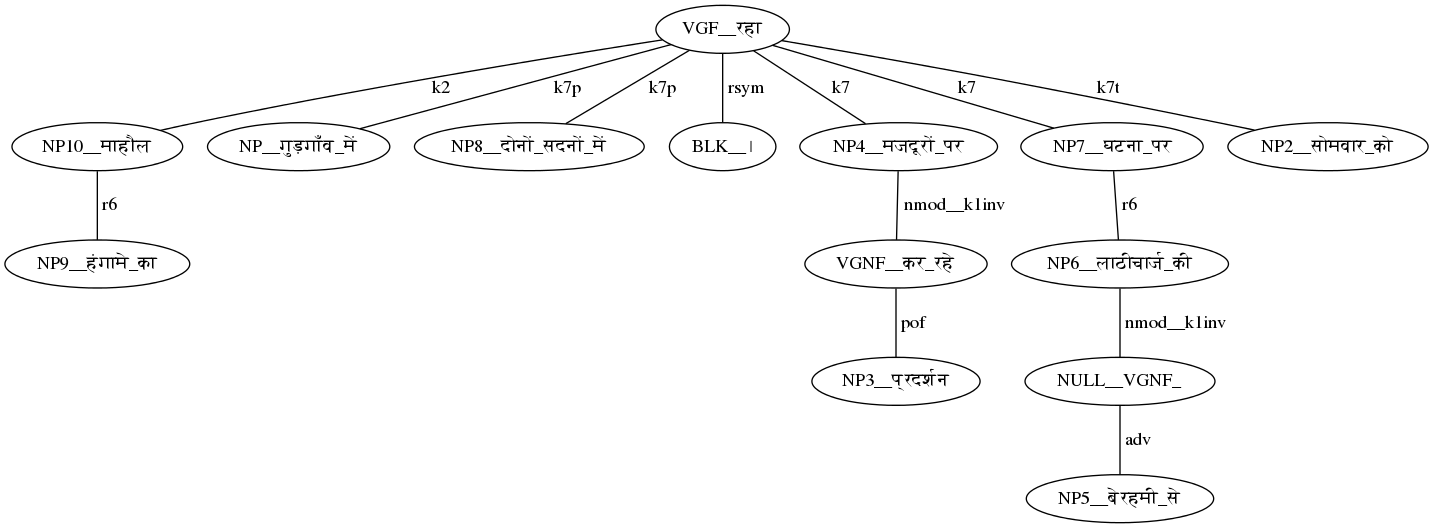 VGF__रहा
k2 k7p k7p rsym k7 k7 k7t
NP10__माहौल NP__गुड़गाँव_में NP8__दोनों_सदनों_में BLK__। NP4__मजदूरों_पर NP7__घटना_पर NP2__सोमवार_को
r6 nmod__k1inv r6
NP9__हंगामे_का VGNF__कर_रहे NP6__लाठीचार्ज_की
pof nmod__k1inv
NP3__प्रदर्शन NULL__VGNF_
adv
NP5__बेरहमी_से